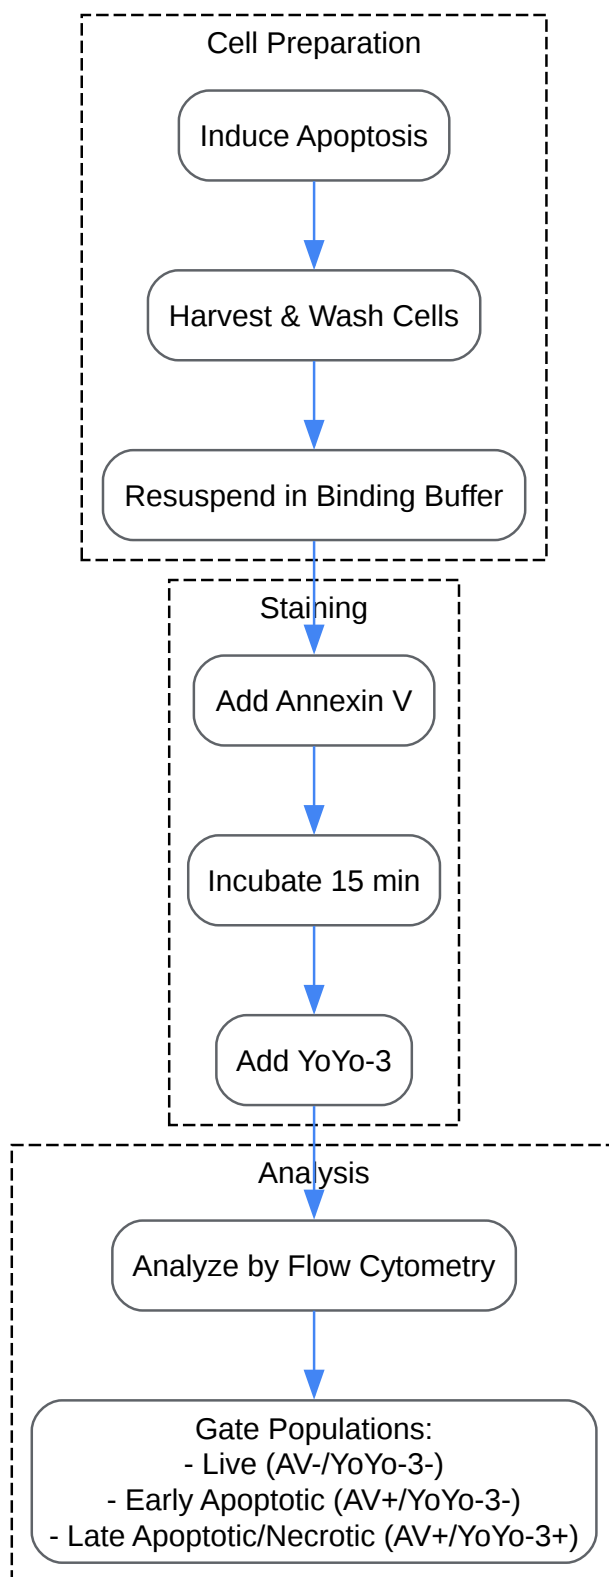 Cell Preparation
Induce Apoptosis
Harvest & Wash Cells
Resuspend in Binding Buffer
Staining
Add Annexin V
Incubate 15 min
Add YoYo-3
Analysis
Analyze by Flow Cytometry
Gate Populations:
- Live (AV-/YoYo-3-)
- Early Apoptotic (AV+/YoYo-3-)
- Late Apoptotic/Necrotic (AV+/YoYo-3+)